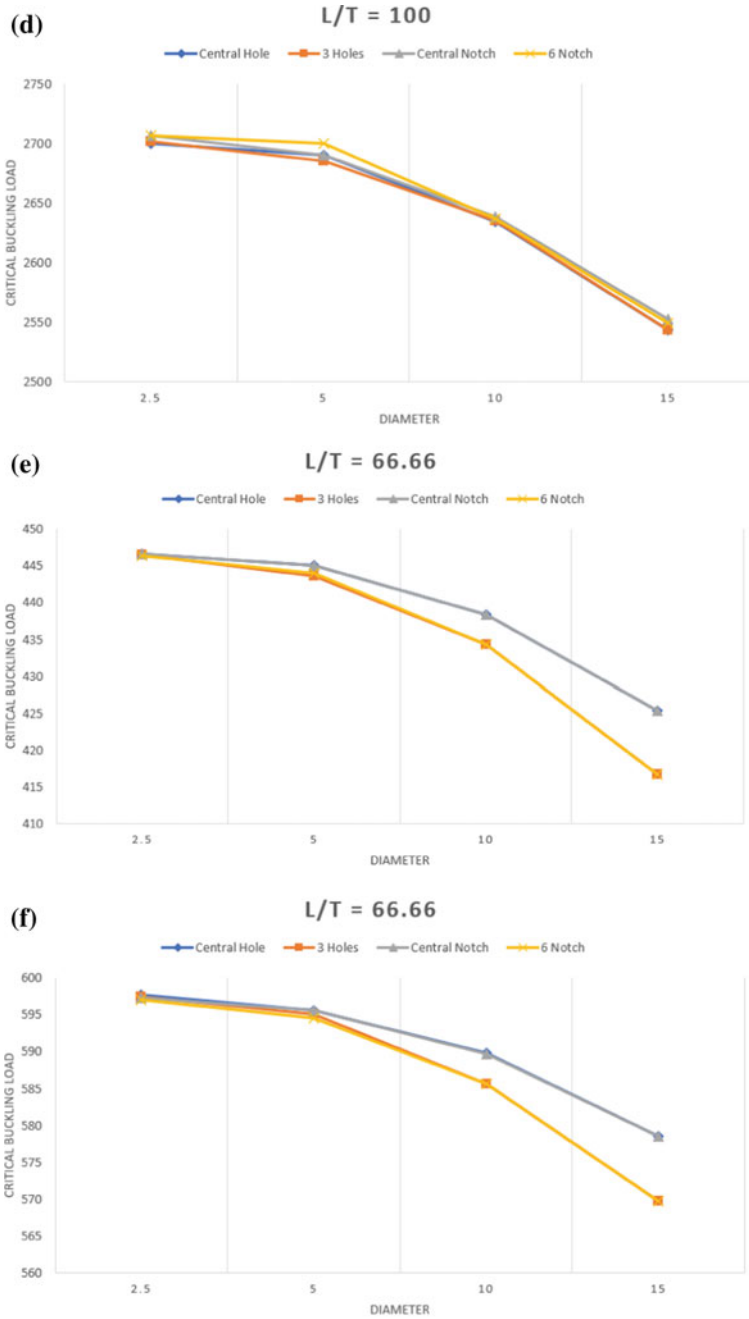 (d)
L/T = 100
Central Hole 3 Holes Central Notch 6 Notch
2750
2700
2650
2600
2550
2500
CRITICAL BUCKLING LOAD
2.5 5 10 15
DIAMETER
(e)
L/T = 66.66
Central Hole 3 Holes Central Notch 6 Notch
450
445
440
435
430
425
420
415
410
CRITICAL BUCKLING LOAD
2.5 5 10 15
DIAMETER
(f)
L/T = 66.66
Central Hole 3 Holes Central Notch 6 Notch
600
595
590
585
580
575
570
565
560
CRITICAL BUCKLING LOAD
2.5 5 10 15
DIAMETER